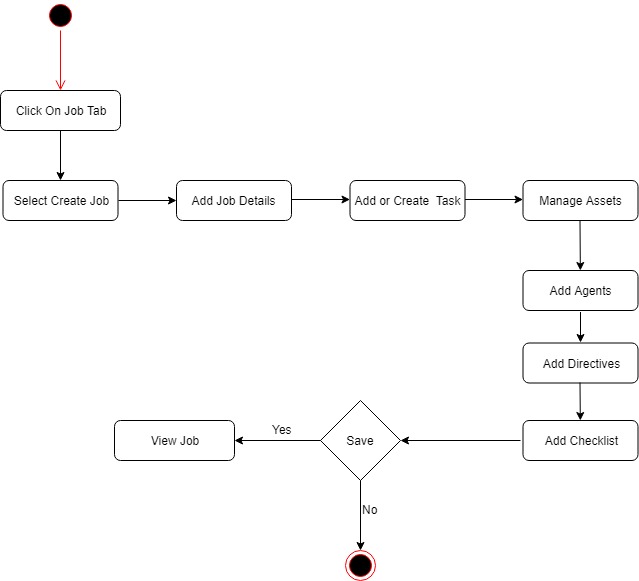 Click On Job Tab
Select Create Job
Add Job Details
Add or Create  Task
Manage Assets
Add Agents
Add Directives
Add Checklist
Save
Yes
View Job
No